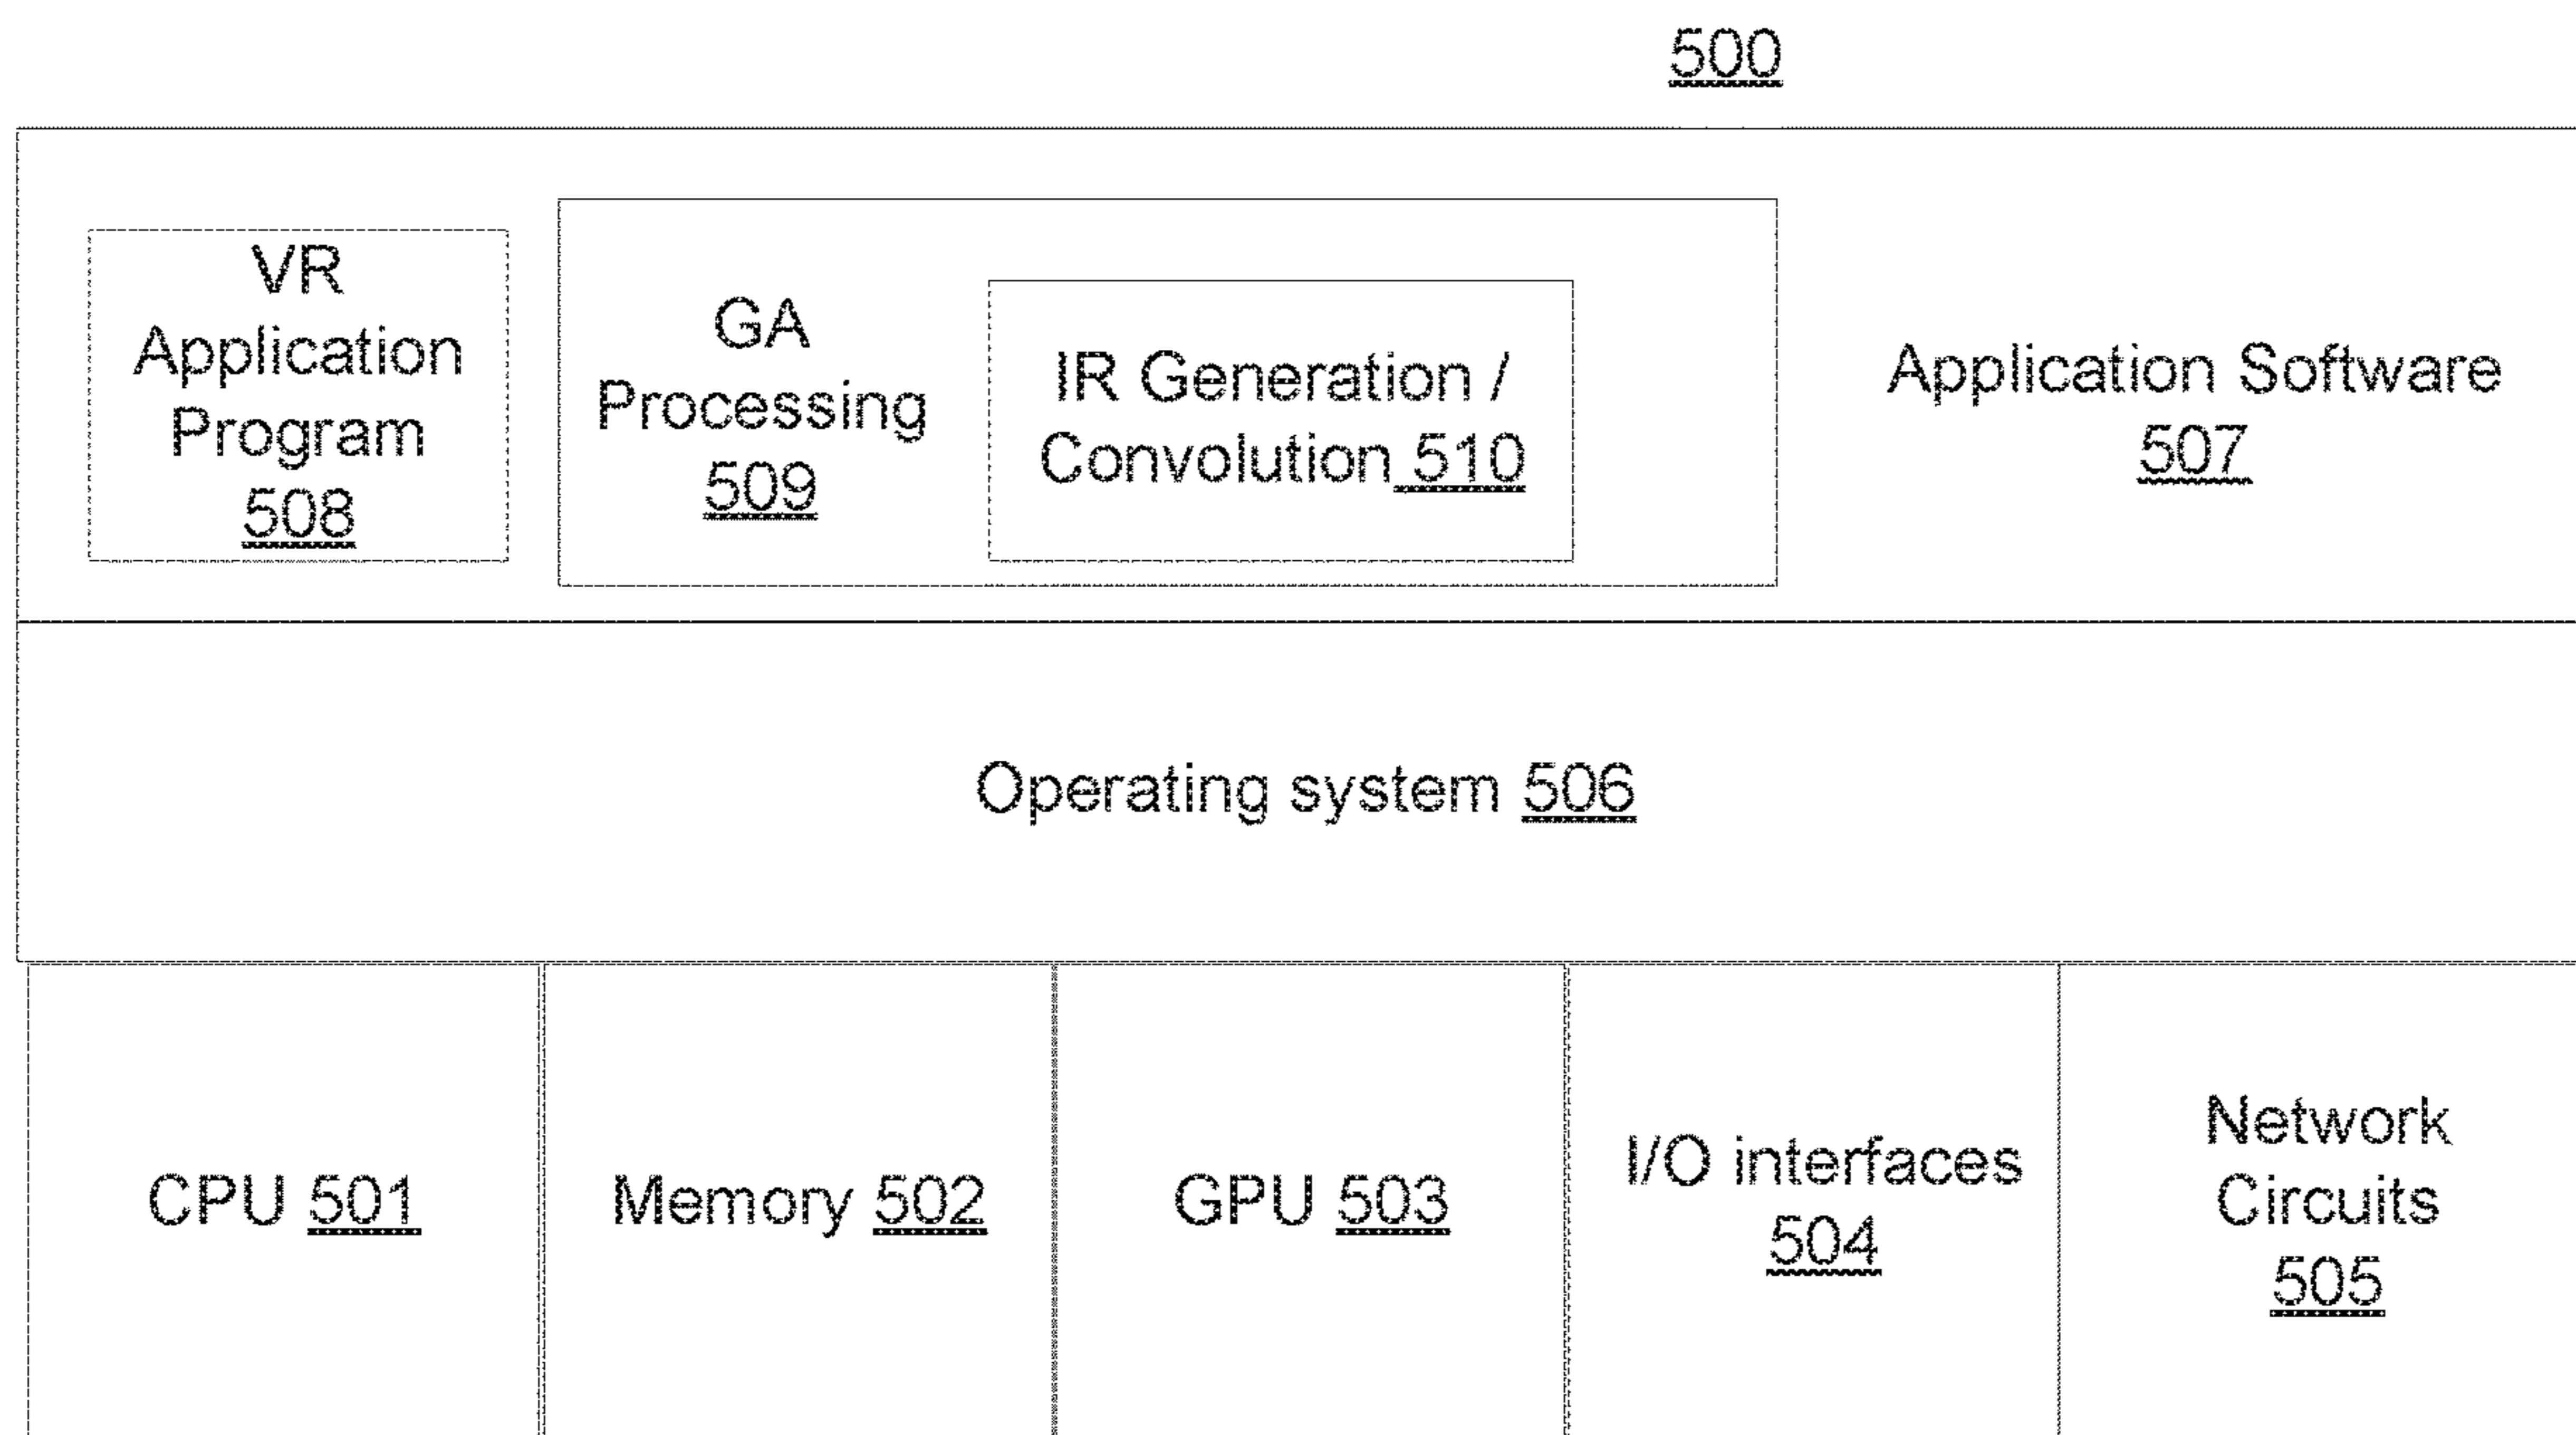 500
VR
Application
Program
508
GA
Processing
509
IR Generation /
Convolution 510
Application Software
507
Operating system 506
CPU 501
Memory 502
GPU 503
I/O interfaces
504
Network
Circuits
505